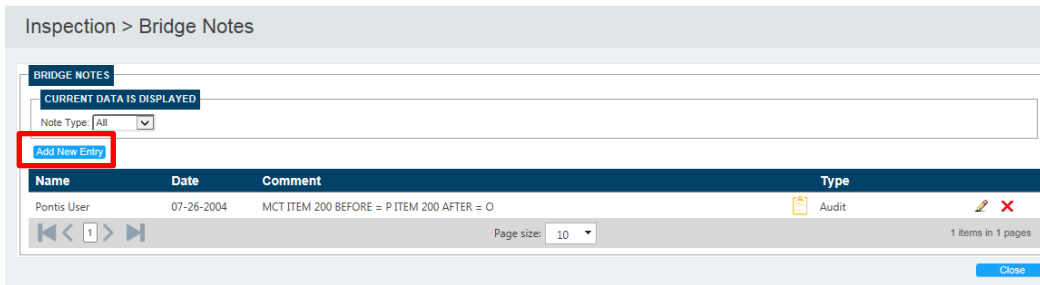 Inspection > Bridge Notes
BRIDGE NOTES
CURRENT DATA IS DISPLAYED
Note Type: All
Add New Entry
Name Date Comment Type
Pontis User 07-26-2004 MCT ITEM 200 BEFORE = P ITEM 200 AFTER = O Audit
1 Page size: 10 1 items in 1 pages
Close